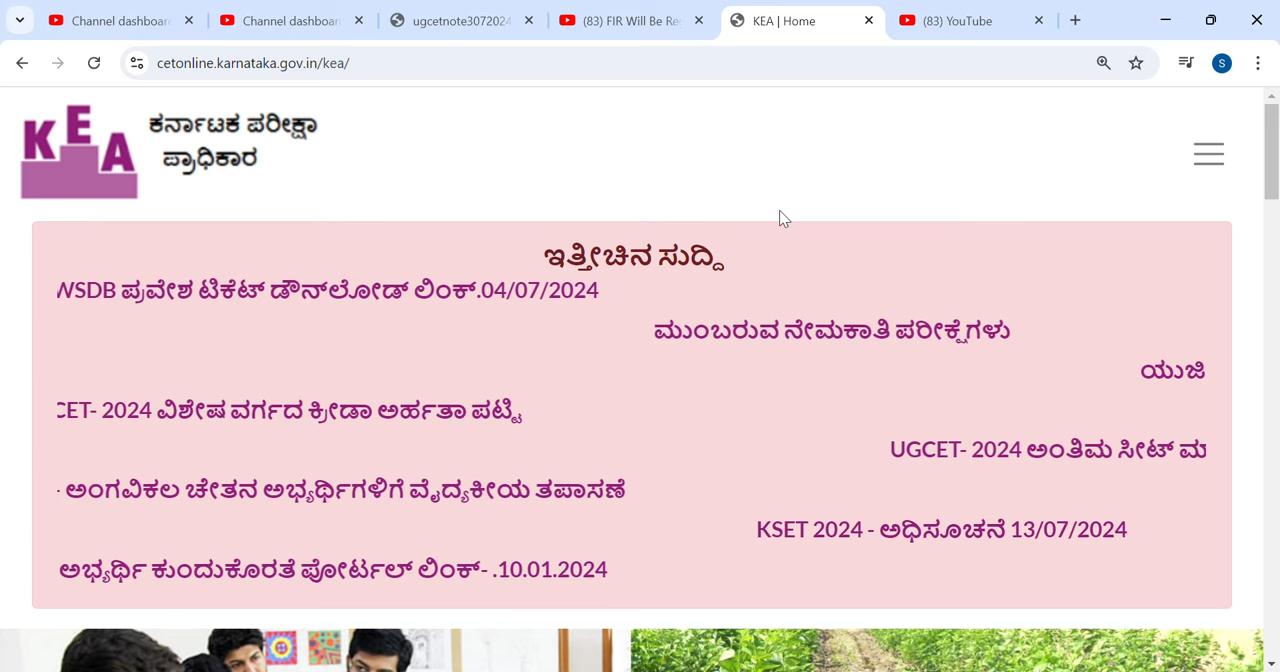 Channel dashboar
Channel dashboar
ugcetnote3072024
(83) FIR Will Be Re
KEA | Home
(83) YouTube
cetonline.karnataka.gov.in/kea/
S
KEA
ಕರ್ನಾಟಕ ಪರೀಕ್ಷಾ
ಪ್ರಾಧಿಕಾರ
ಇತ್ತೀಚಿನ ಸುದ್ದಿ
WSDB ಪ್ರವೇಶ ಟಿಕೆಟ್ ಡೌನ್‌ಲೋಡ್ ಲಿಂಕ್.04/07/2024
ಮುಂಬರುವ ನೇಮಕಾತಿ ಪರೀಕ್ಷೆಗಳು
ಯುಜಿ
CET- 2024 ವಿಶೇಷ ವರ್ಗದ ಕ್ರೀಡಾ ಅರ್ಹತಾ ಪಟ್ಟಿ
UGCET- 2024 ಅಂತಿಮ ಸೀಟ್
- ಅಂಗವಿಕಲ ಚೇತನ ಅಭ್ಯರ್ಥಿಗಳಿಗೆ ವೈದ್ಯಕೀಯ ತಪಾಸಣೆ
KSET 2024 - ಅಧಿಸೂಚನೆ 13/07/2024
ಅಭ್ಯರ್ಥಿ ಕುಂದುಕೊರತೆ ಪೋರ್ಟಲ್ ಲಿಂಕ್- .10.01.2024